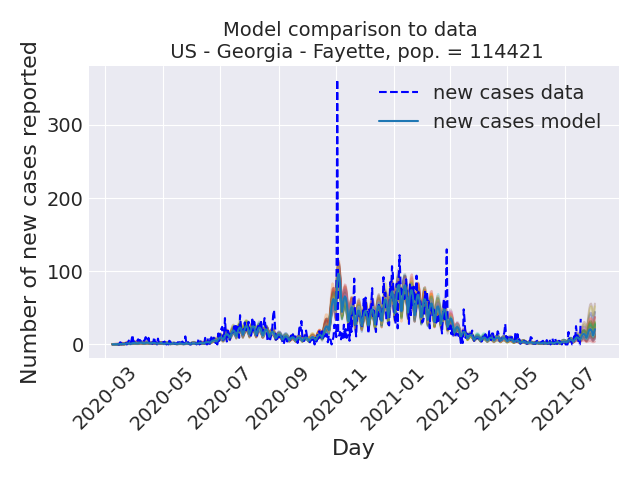 Model comparison to data
US - Georgia - Fayette, pop. = 114421
Number of new cases reported
300
200
100
0
new cases data
new cases model
2020-03
2020-05
2020-07
2020-09
2020-11
2021-01
2021-03
2021-05
2021-07
Day